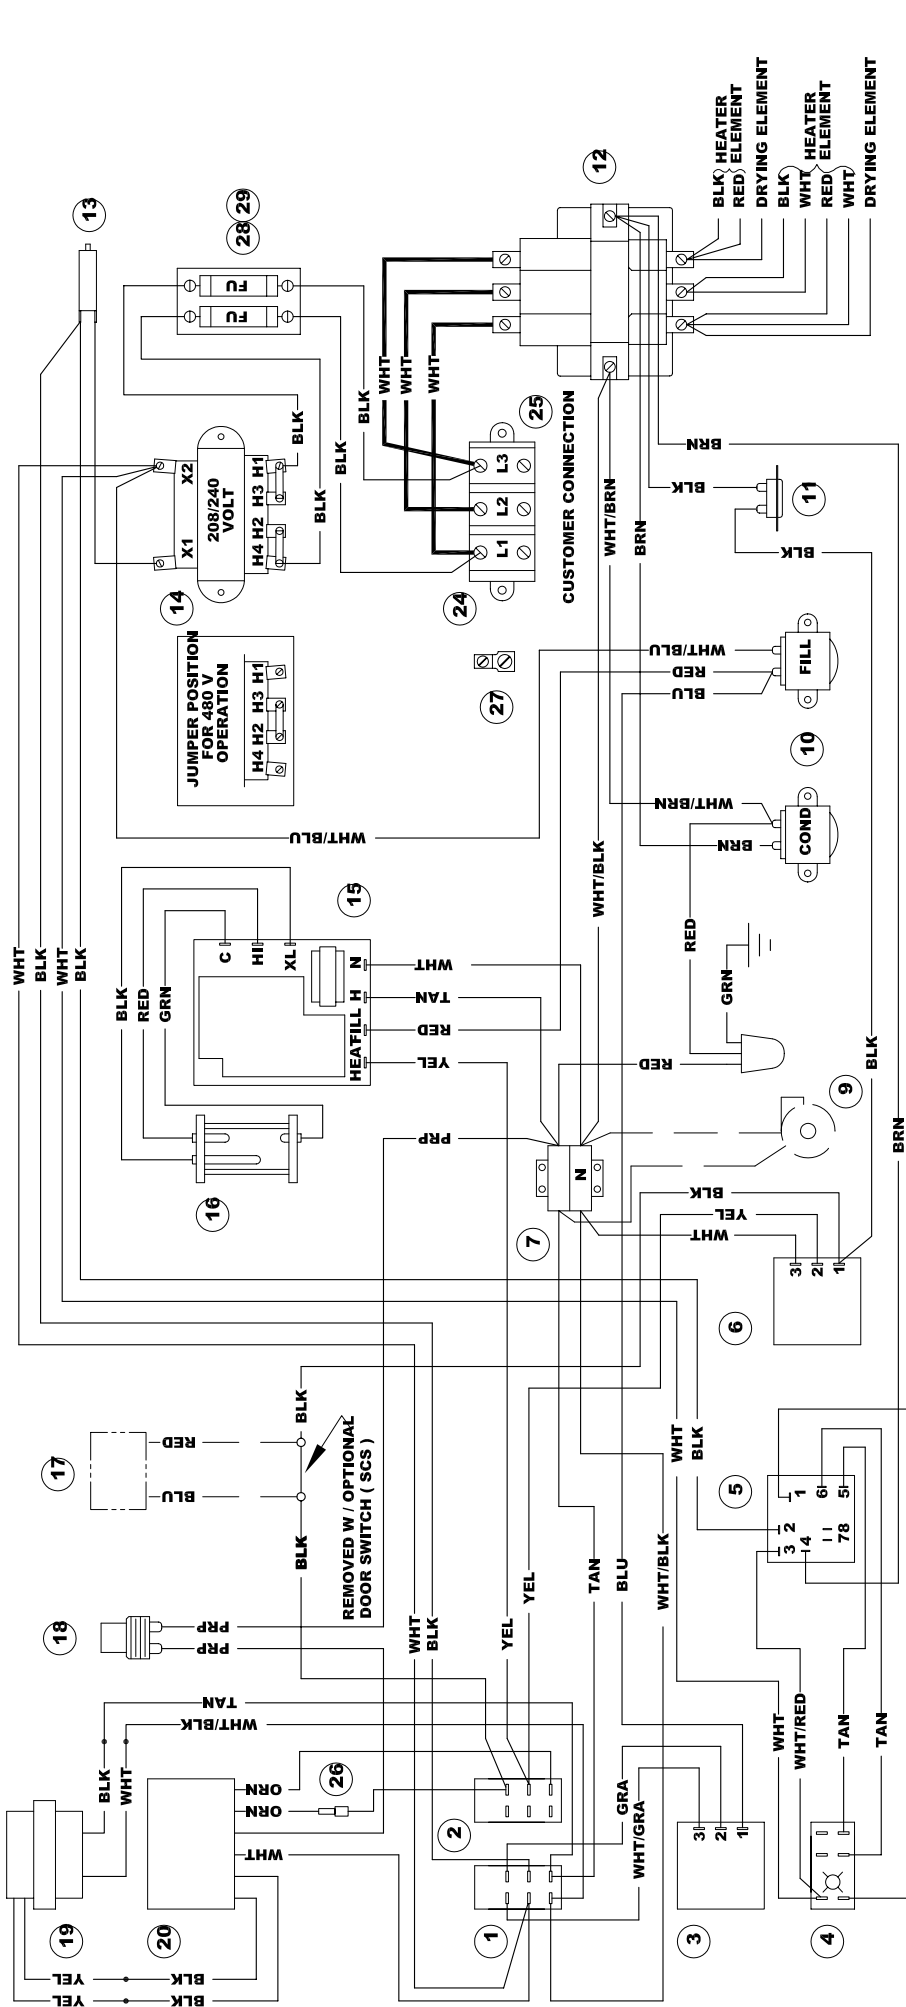 13
28 29
12
FU
FU
BLK HEATER
RED ELEMENT
DRYING ELEMENT
BLK
WHT HEATER
RED ELEMENT
WHT
DRYING ELEMENT
X2
X1
208/240
VOLT
H4 H2 H3 H1
14
BLK
BLK
BLK
BLK
WHT
WHT
WHT
25
L3
L2
L1
24
CUSTOMER CONNECTION
WHT/BRN
BRN
BRN
BLK
BLK
11
JUMPER POSITION
FOR 480 V
OPERATION
H4 H2 H3 H1
27
WHT/BLU
RED
BLU
FILL
10
WHT/BLU
WHT/BRN
BRN
COND
WHT
BLK
WHT
BLK
BLK
RED
GRN
15
C
HI
XL
N
H
FILL
HEAT
WHT
TAN
RED
YEL
WHT/BLK
RED
GRN
RED
BLK
16
PRP
N
7
9
BRN
BLK
YEL
WHT
3
2
1
6
17
RED
BLU
BLK
BLK
REMOVED W / OPTIONAL
DOOR SWITCH ( SCS )
WHT
BLK
5
1
2
3
4
6
5
78
18
PRP
PRP
WHT
BLK
YEL
YEL
TAN
BLU
WHT/BLK
TAN
WHT/BLK
BLK
WHT
ORN
ORN
WHT
26
2
GRA
WHT/GRA
WHT
WHT/RED
TAN
TAN
3
2
1
19
20
1
3
4
YEL
YEL
BLK
BLK